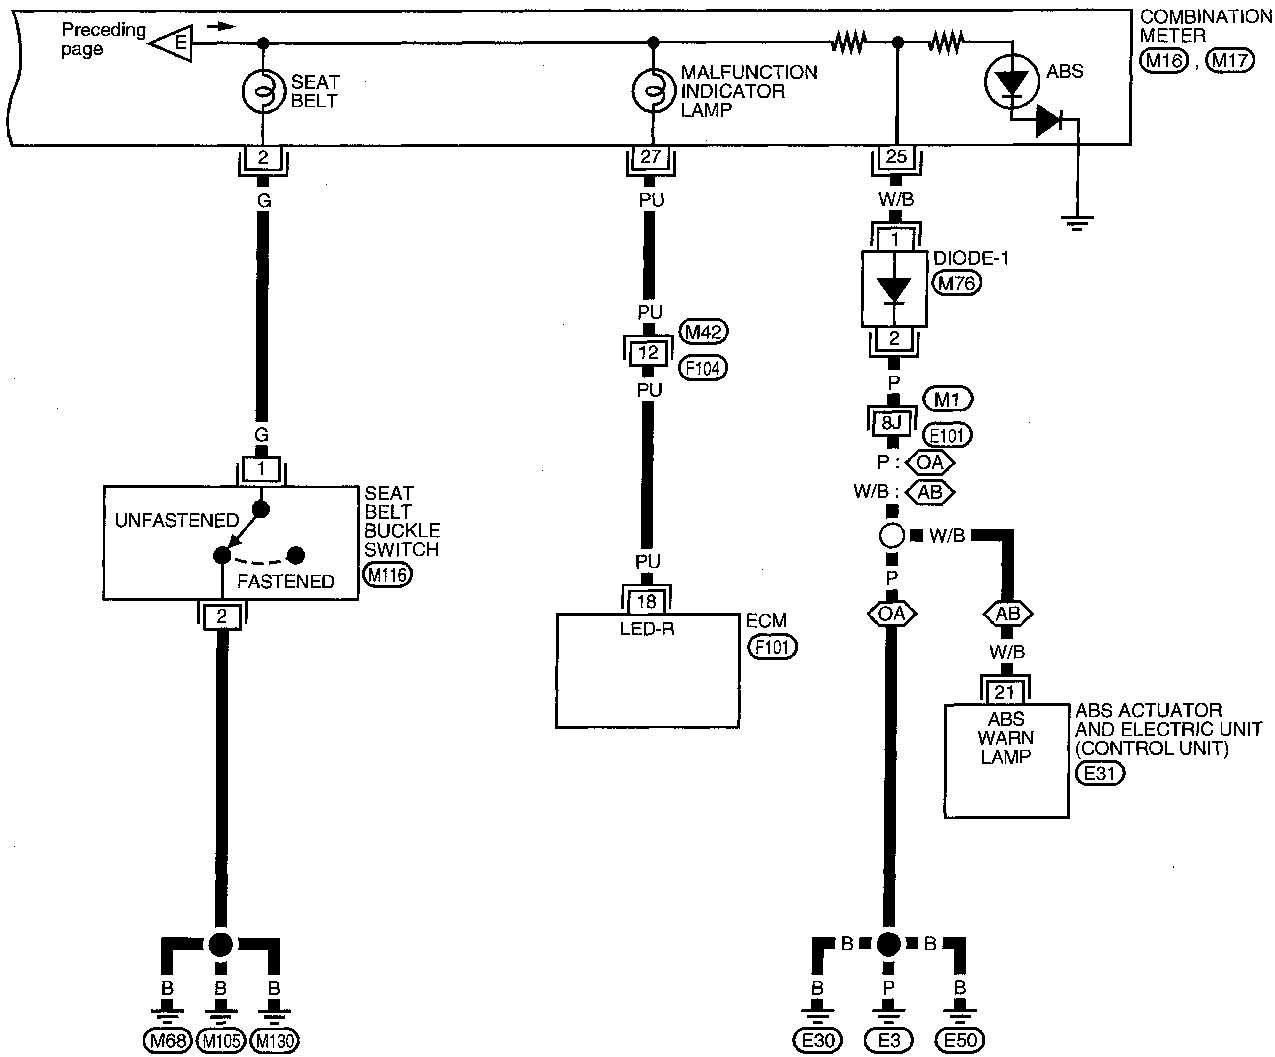 Preceding
page
E
COMBINATION
METER
M16 , M17
SEAT
BELT
MALFUNCTION
INDICATOR
LAMP
ABS
2
27
25
G
PU
W/B
1
DIODE-1
M76
2
PU
M42
12
F104
PU
P
M1
8J
E101
G
1
P : OA
W/B : AB
SEAT
BELT
BUCKLE
SWITCH
M116
UNFASTENED
FASTENED
2
W/B
P
PU
18
LED-R
ECM
F101
OA
AB
W/B
21
ABS
WARN
LAMP
ABS ACTUATOR
AND ELECTRIC UNIT
(CONTROL UNIT)
E31
B B
B B B
B P B
M68 M105 M130
E30 E3 E50